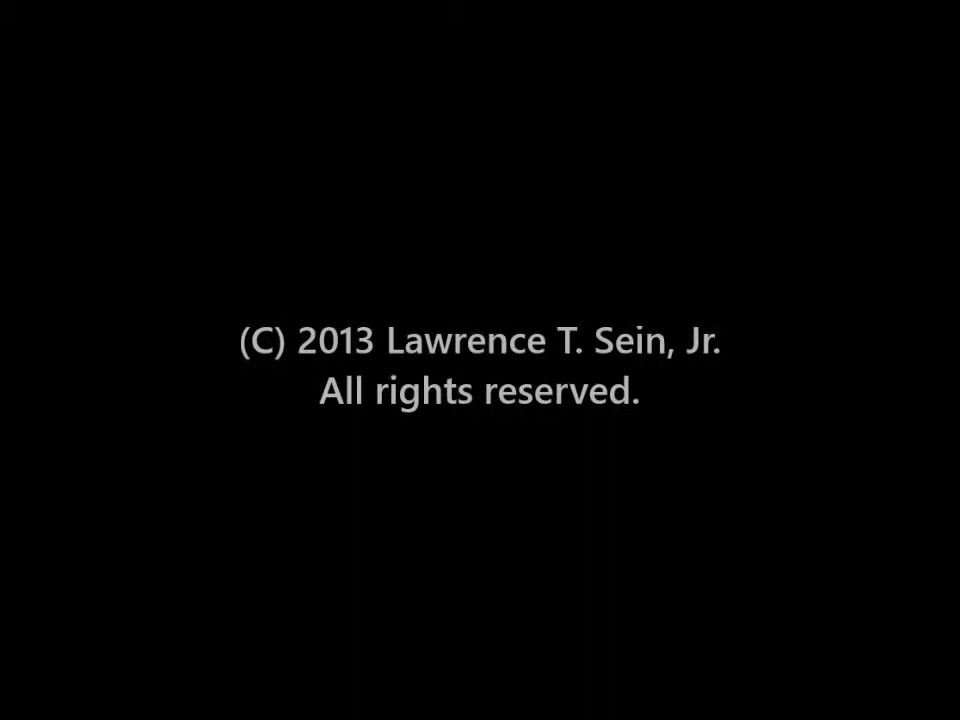 (C) 2013 Lawrence T. Sein, Jr.
All rights reserved.